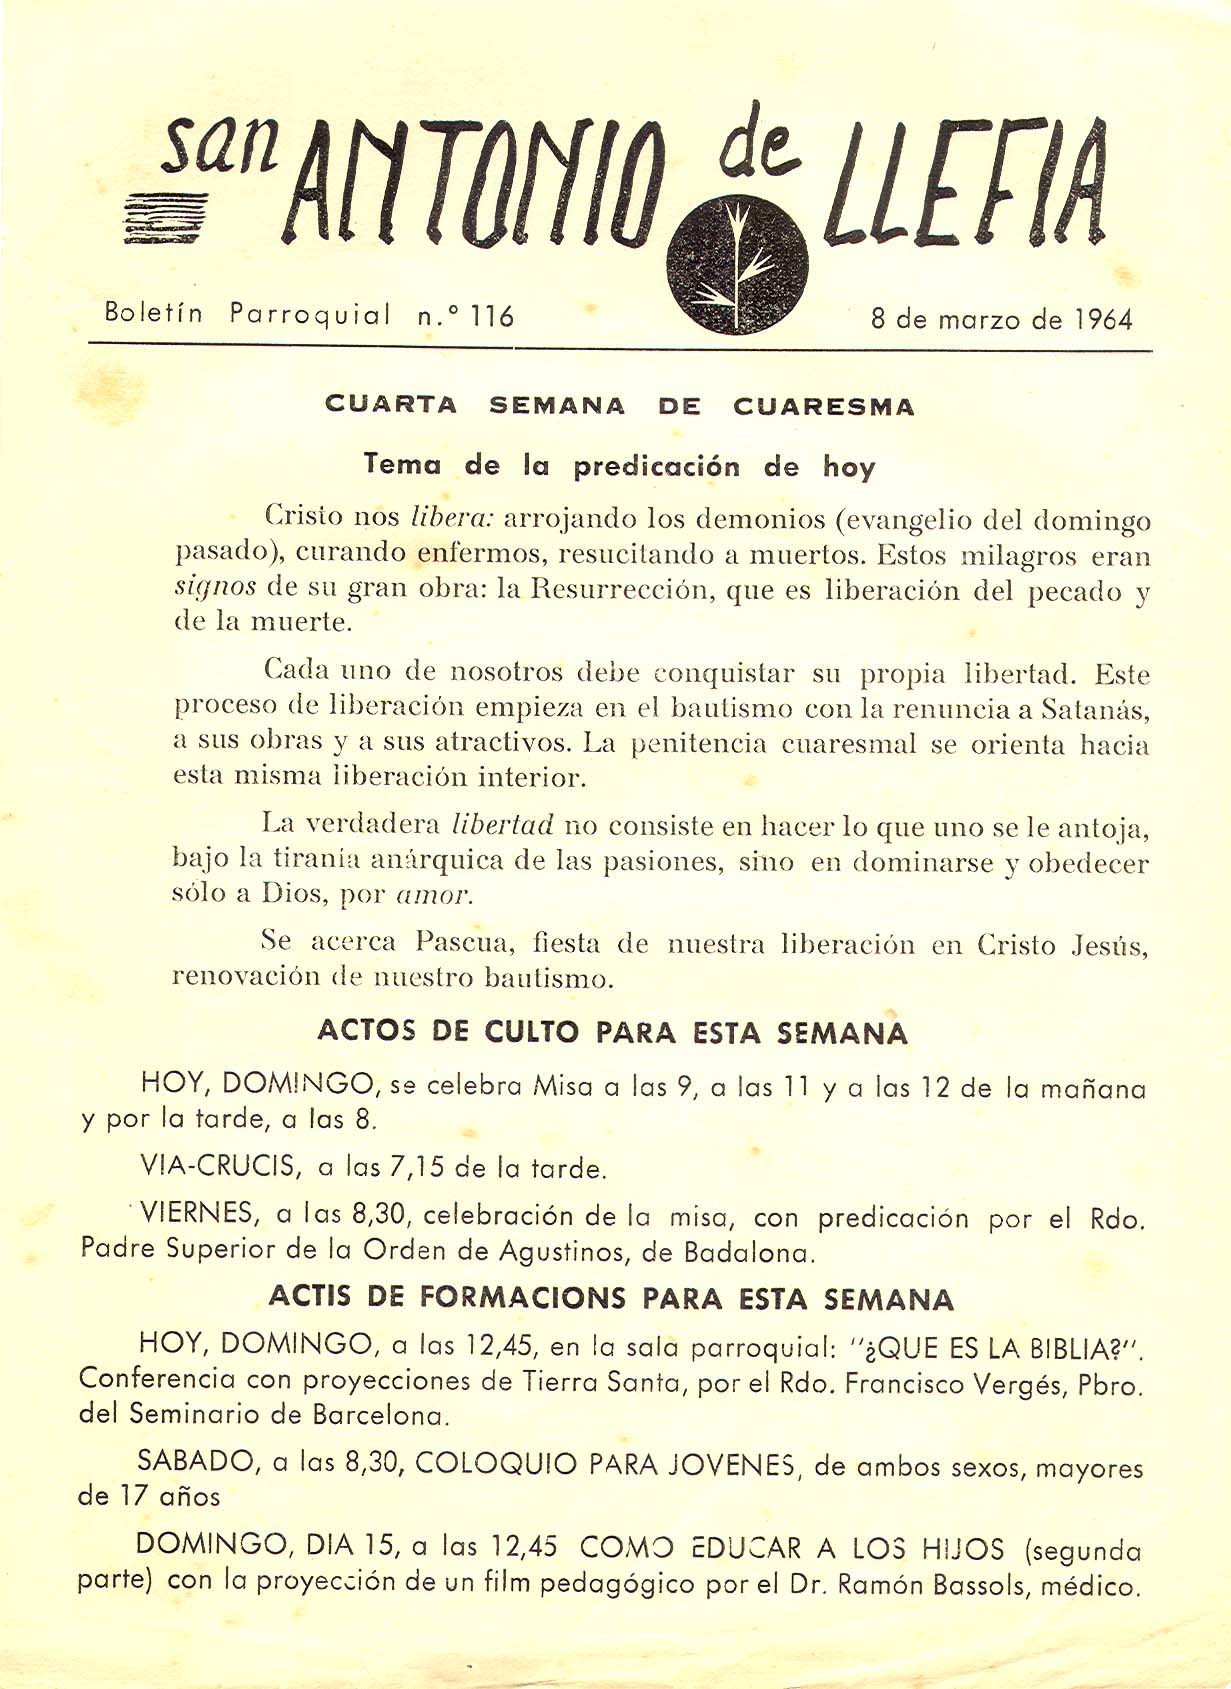 san ANTONIO de LLEFIA
Boletín Parroquial n.º 116
8 de marzo de 1964
CUARTA SEMANA DE CUARESMA
Tema de la predicación de hoy
Cristo nos libera: arrojando los demonios (evangelio del domingo
pasado), curando enfermos, resucitando a muertos. Estos milagros eran
signos de su gran obra: la Resurrección, que es liberación del pecado y
de la muerte.
Cada uno de nosotros debe conquistar su propia libertad. Este
proceso de liberación empieza en el bautismo con la renuncia a Satanás,
a sus obras y a sus atractivos. La penitencia cuaresmal se orienta hacia
esta misma liberación interior.
La verdadera libertad no consiste en hacer lo que uno se le antoja,
bajo la tiranía anárquica de las pasiones, sino en dominarse y obedecer
sólo a Dios, por amor.
Se acerca Pascua, fiesta de nuestra liberación en Cristo Jesús,
renovación de nuestro bautismo.
ACTOS DE CULTO PARA ESTA SEMANA
HOY, DOMINGO, se celebra Misa a las 9, a las 11 y a las 12 de la mañana
y por la tarde, a las 8.
VIA-CRUCIS, a las 7,15 de la tarde.
VIERNES, a las 8,30, celebración de la misa, con predicación por el Rdo.
Padre Superior de la Orden de Agustinos, de Badalona.
ACTIS DE FORMACIONS PARA ESTA SEMANA
HOY, DOMINGO, a las 12,45, en la sala parroquial: "¿QUE ES LA BIBLIA?".
Conferencia con proyecciones de Tierra Santa, por el Rdo. Francisco Vergés, Pbro.
del Seminario de Barcelona.
SABADO, a las 8,30, COLOQUIO PARA JOVENES, de ambos sexos, mayores
de 17 años
DOMINGO, DIA 15, a las 12,45 COMO EDUCAR A LOS HIJOS (segunda
parte) con la proyección de un film pedagógico por el Dr. Ramón Bassols, médico.